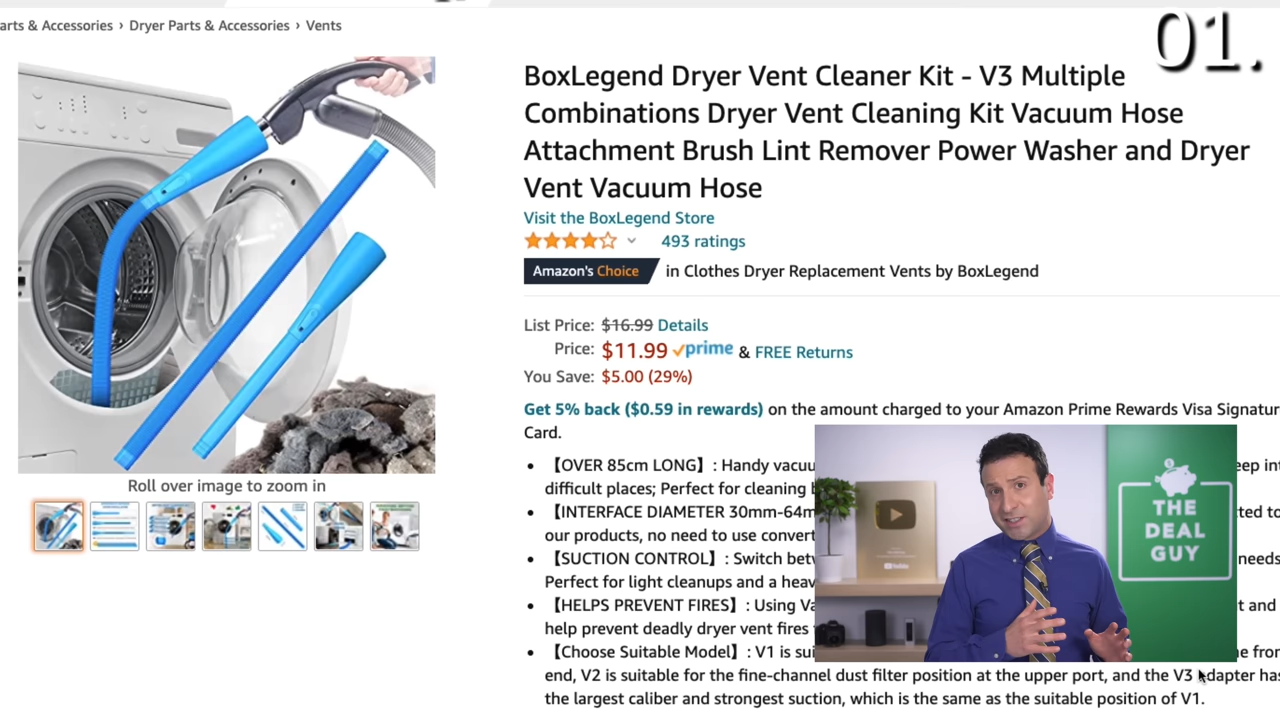 01.
arts & Accessories › Dryer Parts & Accessories › Vents
BoxLegend Dryer Vent Cleaner Kit - V3 Multiple
Combinations Dryer Vent Cleaning Kit Vacuum Hose
Attachment Brush Lint Remover Power Washer and Dryer
Vent Vacuum Hose
Visit the BoxLegend Store
493 ratings
Amazon's Choice in Clothes Dryer Replacement Vents by BoxLegend
List Price: $16.99 Details
Price: $11.99 prime & FREE Returns
You Save: $5.00 (29%)
Get 5% back ($0.59 in rewards) on the amount charged to your Amazon Prime Rewards Visa Signatur
Card.
• 【OVER 85cm LONG】: Handy vacuu eep int
difficult places; Perfect for cleaning
• 【INTERFACE DIAMETER 30mm-64m ted to
our products, no need to use convert
• 【SUCTION CONTROL】: Switch bet needs
Perfect for light cleanups and a heav
• 【HELPS PREVENT FIRES】: Using Va t and
help prevent deadly dryer vent fires
• 【Choose Suitable Model】: V1 is sui e fron
end, V2 is suitable for the fine-channel dust filter position at the upper port, and the V3 adapter has
the largest caliber and strongest suction, which is the same as the suitable position of V1.
Roll over image to zoom in
THE
DEAL
GUY
YouTube